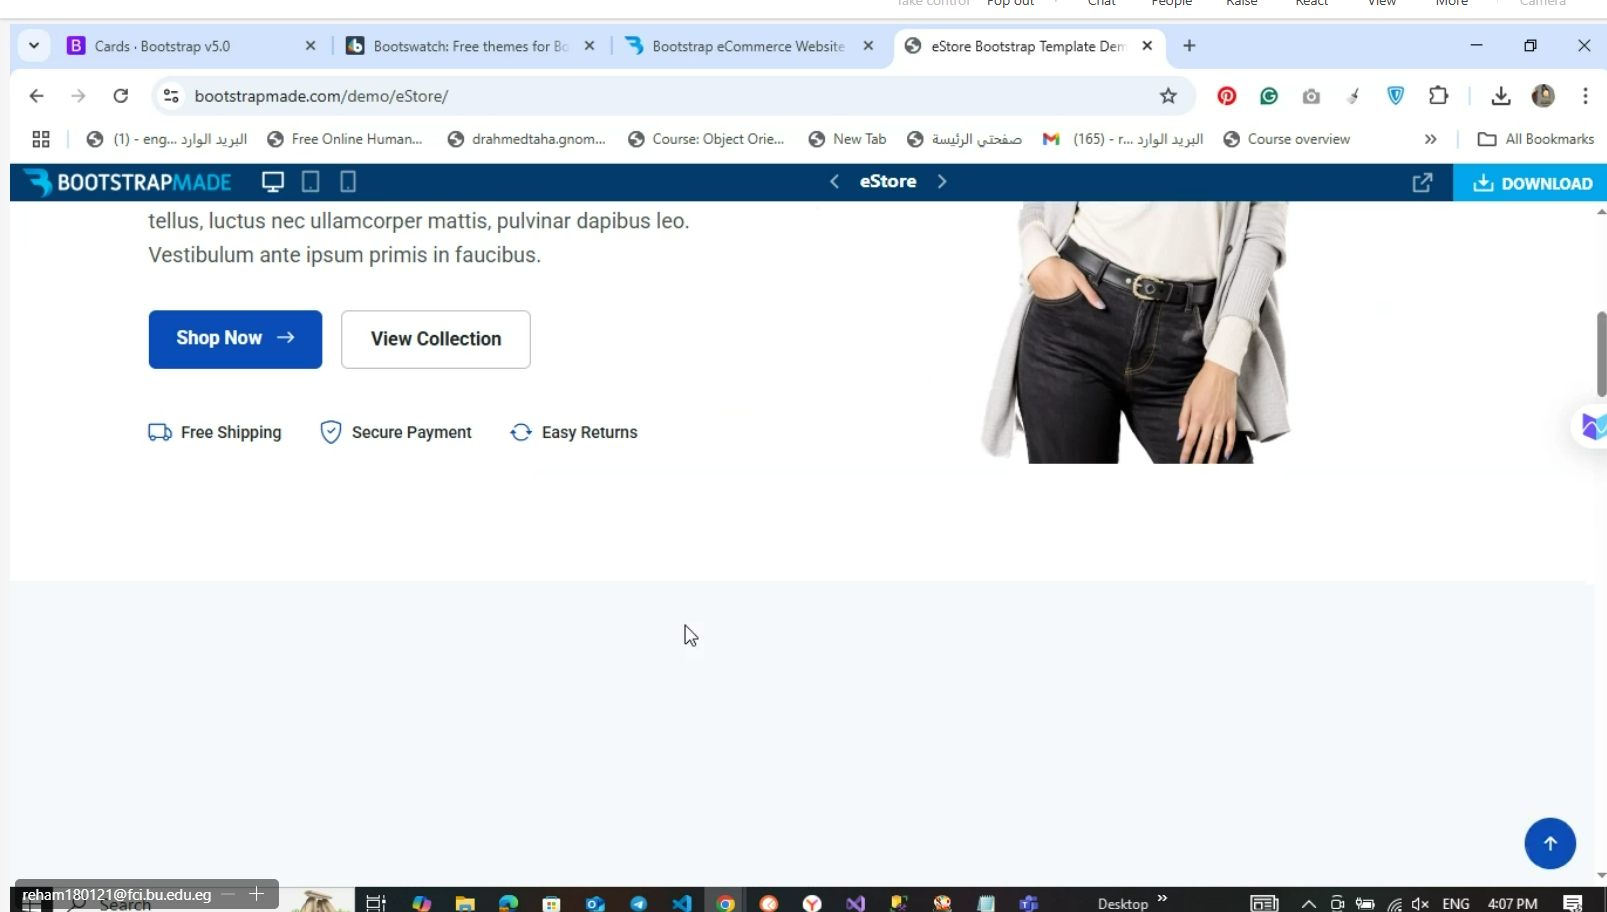 Take control Pop out Chat People Raise React View More Camera
Cards · Bootstrap v5.0
Bootswatch: Free themes for Bo
Bootstrap eCommerce Website
eStore Bootstrap Template Dem
bootstrapmade.com/demo/eStore/
(1) - eng... البريد الوارد
Free Online Human...
drahmedtaha.gnom...
Course: Object Orie...
New Tab
صفحتي الرئيسة
(165) - r... البريد الوارد
Course overview
All Bookmarks
BOOTSTRAPMADE
eStore
DOWNLOAD
tellus, luctus nec ullamcorper mattis, pulvinar dapibus leo.
Vestibulum ante ipsum primis in faucibus.
Shop Now
View Collection
Free Shipping
Secure Payment
Easy Returns
reham180121@fci.bu.edu.eg
Search
Desktop
ENG
4:07 PM